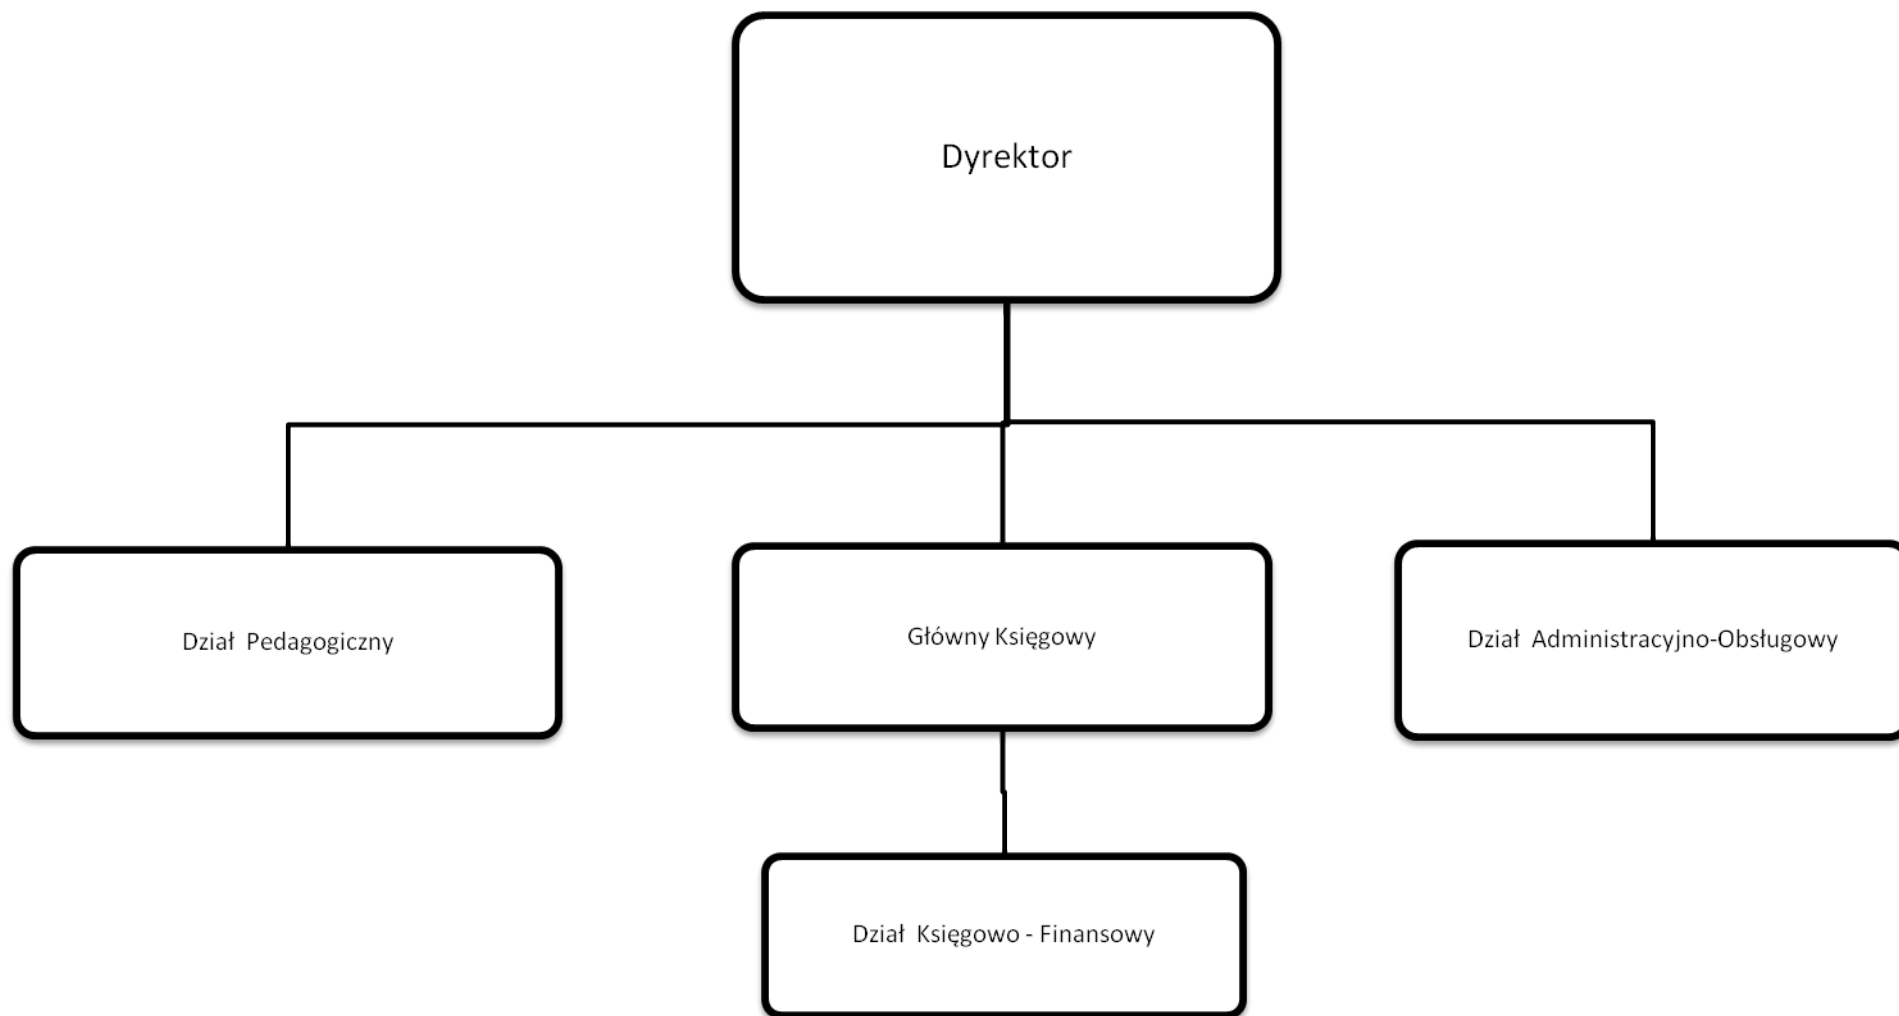 Dyrektor
Dział  Pedagogiczny
Główny Księgowy
Dział  Administracyjno-Obsługowy
Dział  Księgowo - Finansowy